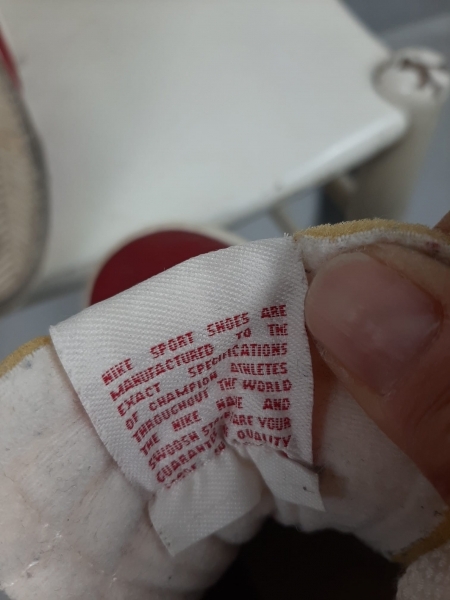 NIKE SPORT SHOES ARE
MANUFACTURED TO THE
EXACT SPECIFICATIONS
OF CHAMPION ATHLETES
THROUGHOUT THE WORLD
THE NIKE NAME AND
SWOOSH ARE YOUR
GUARANTEE QUALITY